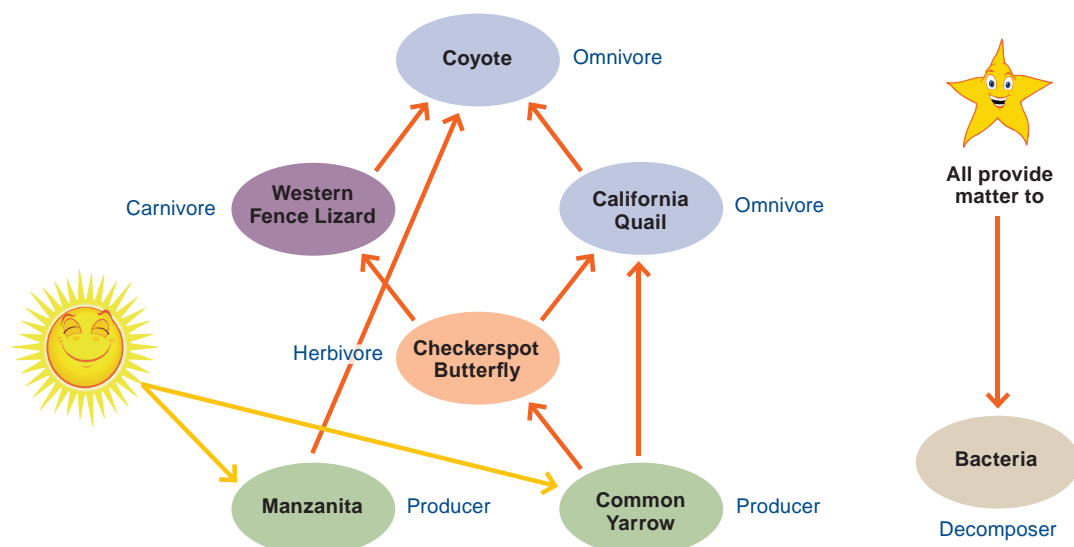 Coyote
Omnivore
All provide
matter to
Western
Fence Lizard
Carnivore
California
Quail
Omnivore
Herbivore
Checkerspot
Butterfly
Manzanita
Producer
Common
Yarrow
Producer
Bacteria
Decomposer